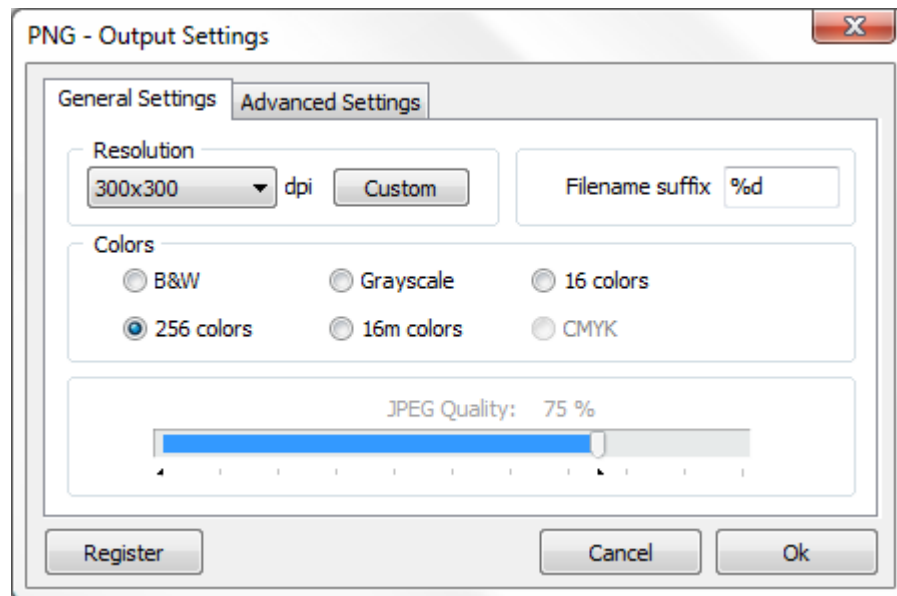 PNG - Output Settings
General Settings Advanced Settings
Resolution
300x300 dpi Custom Filename suffix %d
Colors
B&W Grayscale 16 colors
256 colors 16m colors CMYK
JPEG Quality: 75 %
Register Cancel Ok